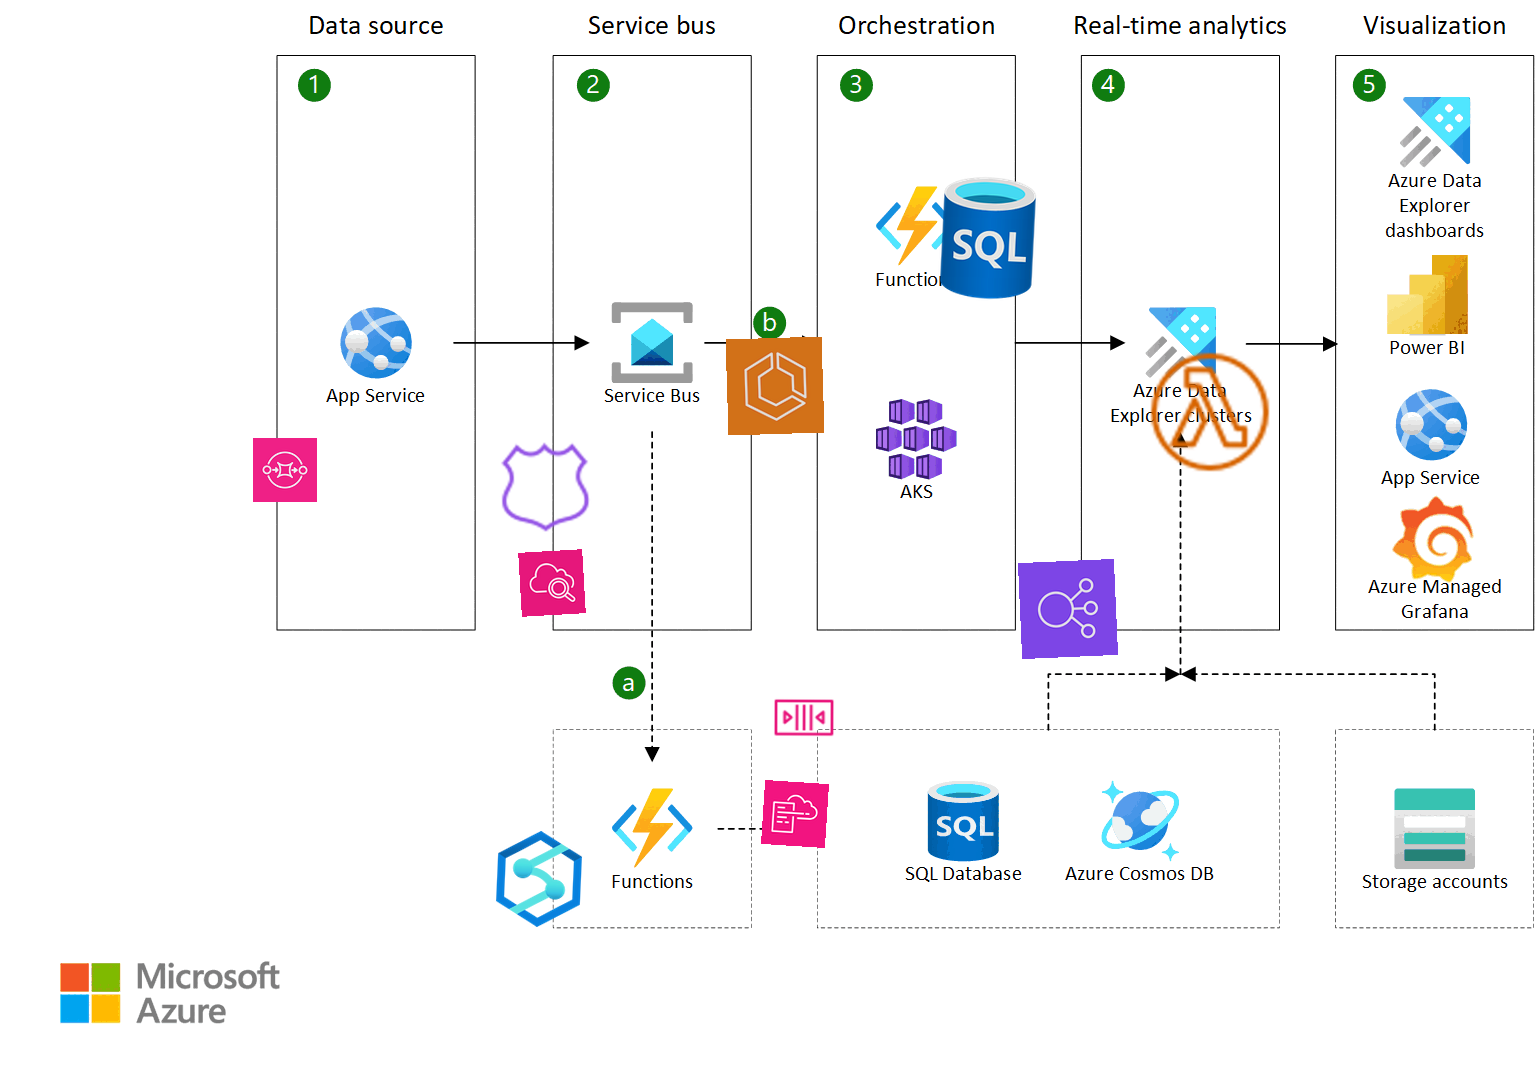 Data source
Service bus
Orchestration
Real-time analytics
Visualization
1
2
3
4
5
Azure Data
Explorer
dashboards
SQL
Function
b
Power BI
App Service
Service Bus
Azure Data
Explorer clusters
App Service
AKS
Azure Managed
Grafana
a
SQL
Functions
SQL Database
Azure Cosmos DB
Storage accounts
Microsoft
Azure